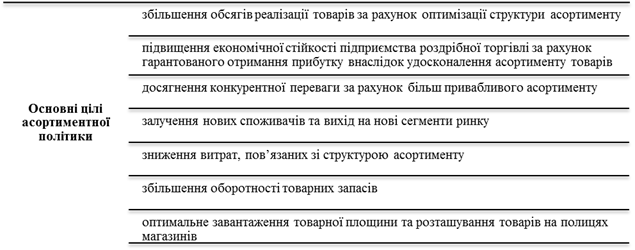 збільшення обсягів реалізації товарів за рахунок оптимізації структури асортименту
підвищення економічної стійкості підприємства роздрібної торгівлі за рахунок
гарантованого отримання прибутку внаслідок удосконалення асортименту товарів
досягнення конкурентної переваги за рахунок більш привабливого асортименту
Основні цілі
асортиментної
політики
залучення нових споживачів та вихід на нові сегменти ринку
зниження витрат, пов’язаних зі структурою асортименту
збільшення оборотності товарних запасів
оптимальне завантаження товарної площини та розташування товарів на полицях
магазинів